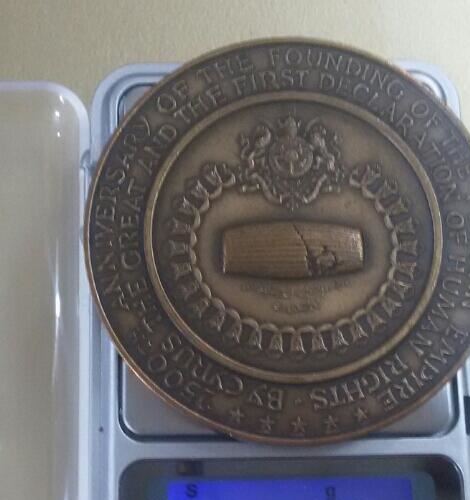 2500TH ANNIVERSARY OF THE FOUNDING OF THE
EMPIRE
BY CYRUS THE GREAT AND THE FIRST DECLARATION OF HUMAN
RIGHTS
S
g